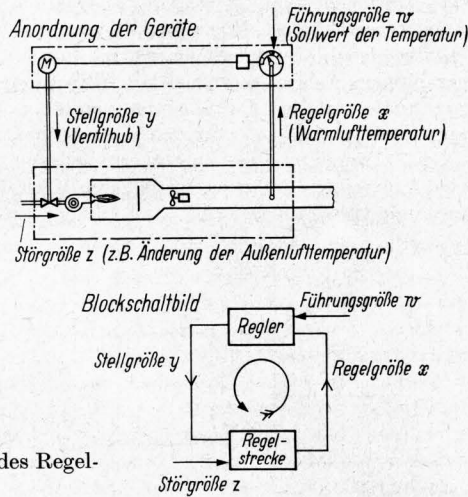 Anordnung der Geräte
Führungsgröße w
(Sollwert der Temperatur)
M
Stellgröße y
(Ventilhub)
Regelgröße x
(Warmlufttemperatur)
Störgröße z (z.B. Änderung der Außenlufttemperatur)
Blockschaltbild
Führungsgröße w
Regler
Stellgröße y
Regelgröße x
Regel-
strecke
des Regel-
Störgröße z